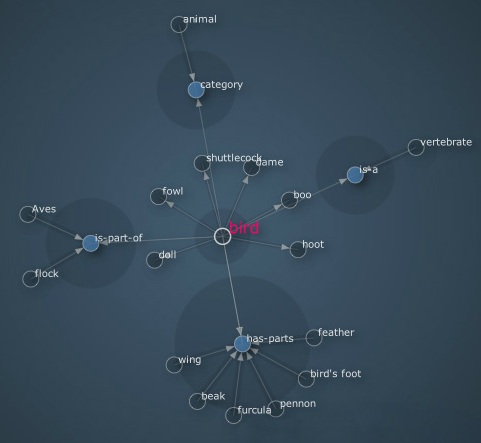 animal
category
shuttlecock
dame
vertebrate
is-a
fowl
boo
Aves
bird
is-part-of
hoot
doll
flock
feather
has-parts
wing
bird's foot
beak
pennon
furcula